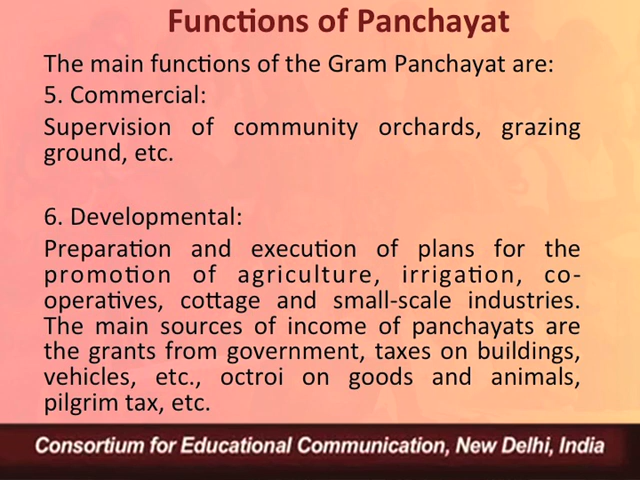 Functions of Panchayat
The main functions of the Gram Panchayat are:
5. Commercial:
Supervision of community orchards, grazing
ground, etc.
6. Developmental:
Preparation and execution of plans for the
promotion of agriculture, irrigation, co-
operatives, cottage and small-scale industries.
The main sources of income of panchayats are
the grants from government, taxes on buildings,
vehicles, etc., octroi on goods and animals,
pilgrim tax, etc.
Consortium for Educational Communication, New Delhi, India